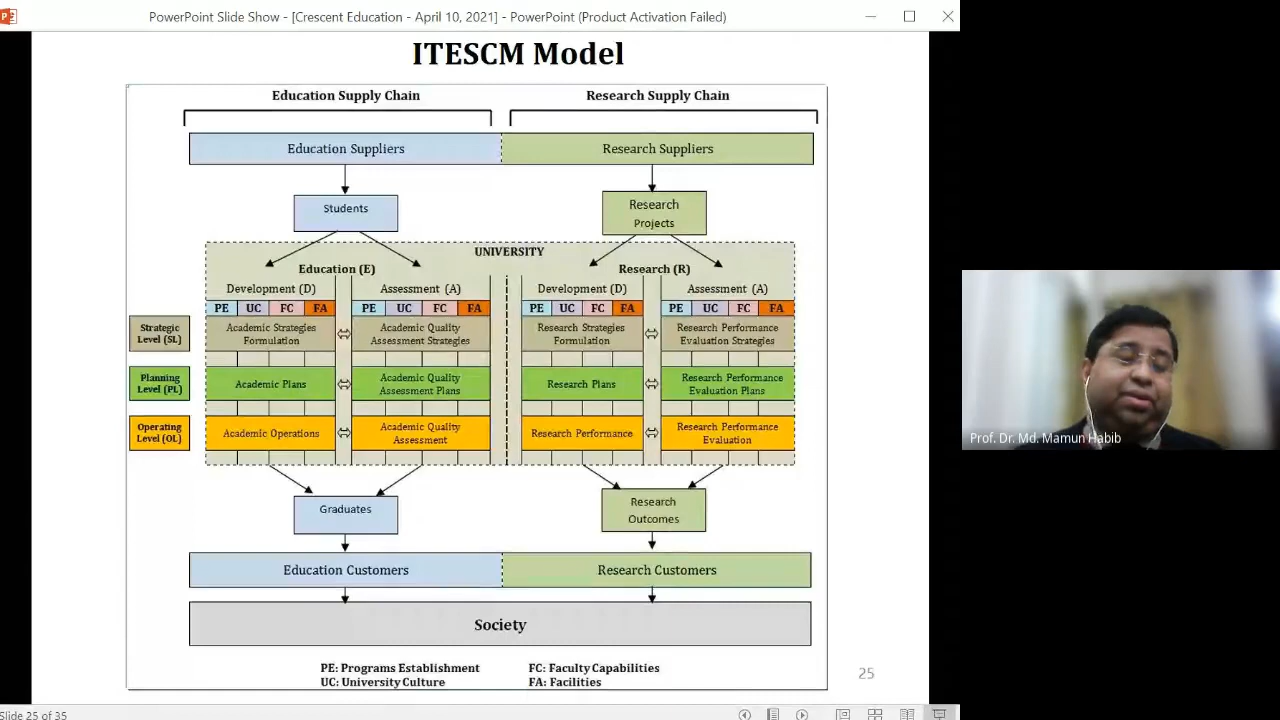 PowerPoint Slide Show - [Crescent Education - April 10, 2021] - PowerPoint (Product Activation Failed)
ITESCM Model
Education Supply Chain
Research Supply Chain
Education Suppliers
Research Suppliers
Students
Research
Projects
UNIVERSITY
Education (E)
Research (R)
Development (D)
Assessment (A)
Development (D)
Assessment (A)
PE UC FC FA
PE UC FC FA
PE UC FC FA
PE UC FC FA
Strategic
Level (SL)
Academic Strategies
Formulation
Academic Quality
Assessment Strategies
Research Strategies
Formulation
Research Performance
Evaluation Strategies
Planning
Level (PL)
Academic Plans
Academic Quality
Assessment Plans
Research Plans
Research Performance
Evaluation Plans
Operating
Level (OL)
Academic Operations
Academic Quality
Assessment
Research Performance
Research Performance
Evaluation
Graduates
Research
Outcomes
Education Customers
Research Customers
Society
PE: Programs Establishment
FC: Faculty Capabilities
UC: University Culture
FA: Facilities
25
Slide 25 of 35
Prof. Dr. Md. Mamun Habib